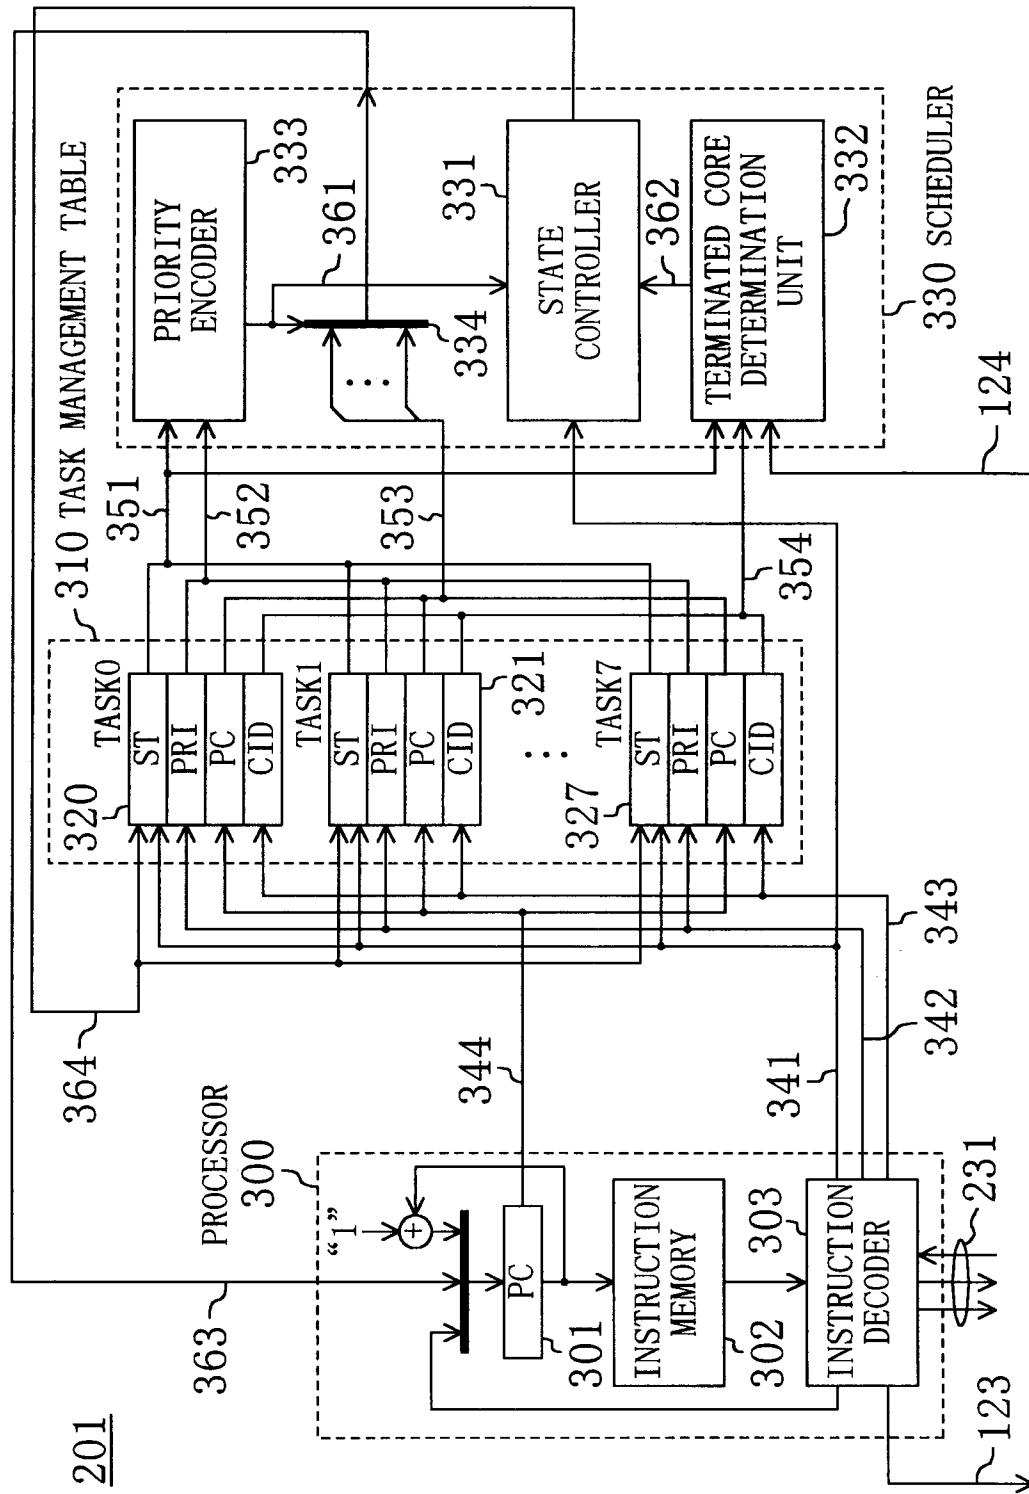 201
363
364
PROCESSOR
300
"1"
+
PC
301
INSTRUCTION
MEMORY
302
INSTRUCTION
DECODER
303
231
123
344
341
342
343
310 TASK MANAGEMENT TABLE
320
TASK0
ST
PRI
PC
CID
TASK1
ST
PRI
PC
CID
321
...
327
TASK7
ST
PRI
PC
CID
351
352
353
354
PRIORITY
ENCODER
333
361
...
334
STATE
CONTROLLER
331
362
TERMINATED CORE
DETERMINATION
UNIT
332
330 SCHEDULER
124